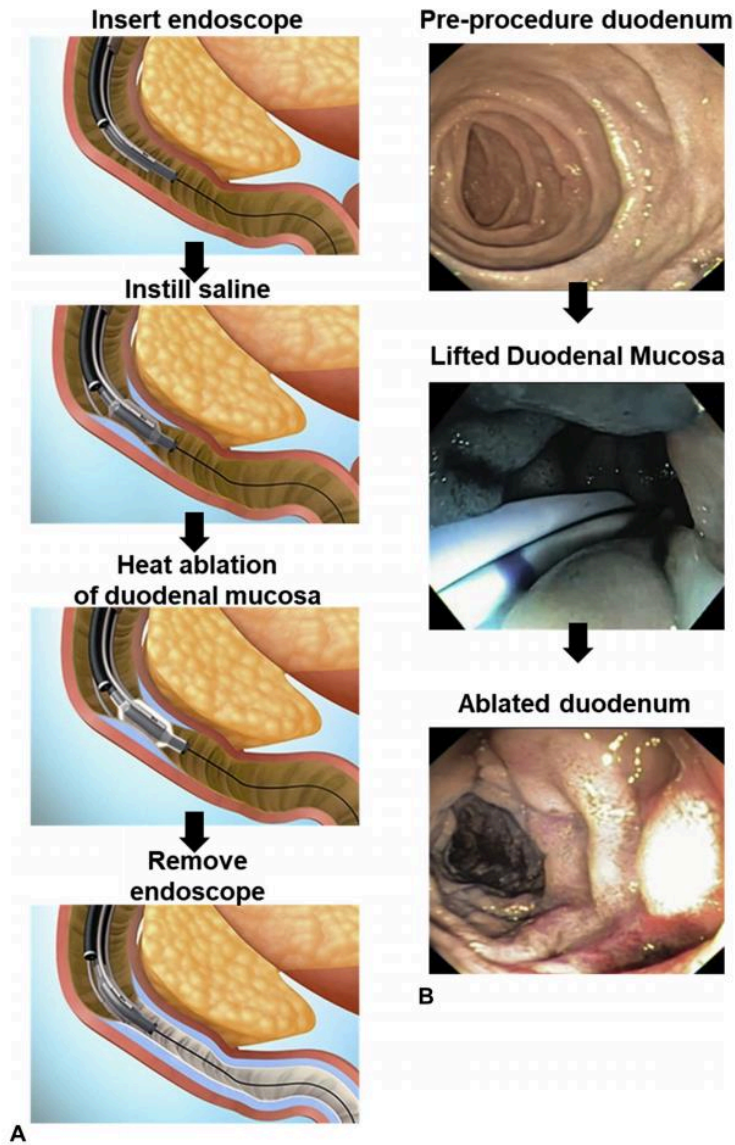 Insert endoscope
Instill saline
Heat ablation
of duodenal mucosa
Remove
endoscope
A
Pre-procedure duodenum
Lifted Duodenal Mucosa
Ablated duodenum
B